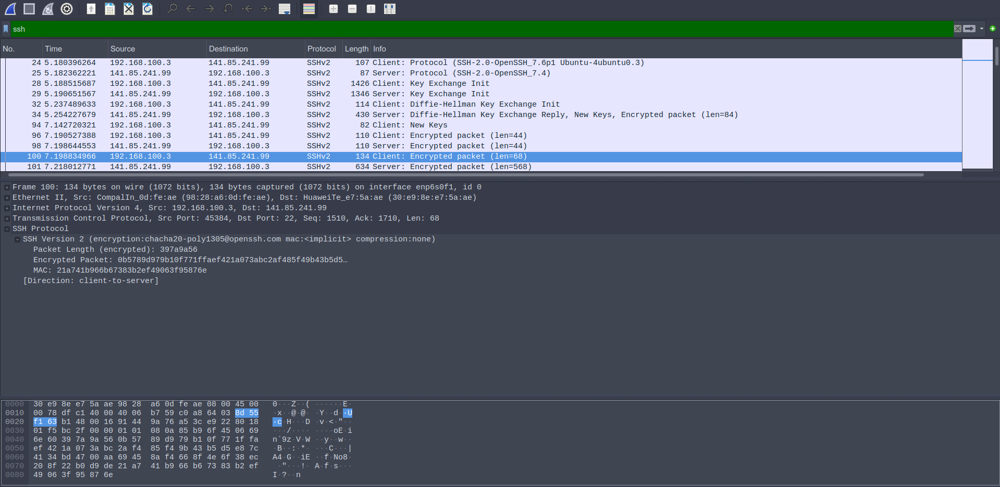 ssh
No. Time Source Destination Protocol Length Info
24 5.180396264 192.168.100.3 141.85.241.99 SSHv2 107 Client: Protocol (SSH-2.0-OpenSSH_7.6p1 Ubuntu-4ubuntu0.3)
25 5.182362221 141.85.241.99 192.168.100.3 SSHv2 87 Server: Protocol (SSH-2.0-OpenSSH_7.4)
28 5.188515687 192.168.100.3 141.85.241.99 SSHv2 1426 Client: Key Exchange Init
29 5.190651567 141.85.241.99 192.168.100.3 SSHv2 1346 Server: Key Exchange Init
32 5.237489633 192.168.100.3 141.85.241.99 SSHv2 114 Client: Diffie-Hellman Key Exchange Init
34 5.254227679 141.85.241.99 192.168.100.3 SSHv2 430 Server: Diffie-Hellman Key Exchange Reply, New Keys, Encrypted packet (len=84)
94 7.142720321 192.168.100.3 141.85.241.99 SSHv2 82 Client: New Keys
96 7.190527388 192.168.100.3 141.85.241.99 SSHv2 110 Client: Encrypted packet (len=44)
98 7.198644553 141.85.241.99 192.168.100.3 SSHv2 110 Server: Encrypted packet (len=44)
100 7.198834966 192.168.100.3 141.85.241.99 SSHv2 134 Client: Encrypted packet (len=68)
101 7.218012771 141.85.241.99 192.168.100.3 SSHv2 634 Server: Encrypted packet (len=568)
Frame 100: 134 bytes on wire (1072 bits), 134 bytes captured (1072 bits) on interface enp6s0f1, id 0
Ethernet II, Src: CompalIn_0d:fe:ae (98:28:a6:0d:fe:ae), Dst: HuaweiTe_e7:5a:ae (30:e9:8e:e7:5a:ae)
Internet Protocol Version 4, Src: 192.168.100.3, Dst: 141.85.241.99
Transmission Control Protocol, Src Port: 45384, Dst Port: 22, Seq: 1510, Ack: 1710, Len: 68
SSH Protocol
SSH Version 2 (encryption:chacha20-poly1305@openssh.com mac:<implicit> compression:none)
Packet Length (encrypted): 397a9a56
Encrypted Packet: 0b5789d979b10f771ffaef421a073abc2af485f49b43b5d5…
MAC: 21a741b966b67383b2ef49063f95876e
[Direction: client-to-server]
0000 30 e9 8e e7 5a ae 98 28 a6 0d fe ae 08 00 45 00 0···Z··( ······E·
0010 00 78 df c1 40 00 40 06 b7 59 c0 a8 64 03 8d 55 ·x··@·@· ·Y··d··U
0020 f1 63 b1 48 00 16 91 44 9a 76 a5 3c e9 22 80 18 ·c·H···D ·v·<·"··
0030 01 f5 bc 2f 00 00 01 01 08 0a 85 b9 6f 45 06 69 ···/···· ····oE·i
0040 6e 60 39 7a 9a 56 0b 57 89 d9 79 b1 0f 77 1f fa n`9z·V·W ··y··w··
0050 ef 42 1a 07 3a bc 2a f4 85 f4 9b 43 b5 d5 e8 7c ·B··:·*· ···C···|
0060 41 34 bd 47 00 aa 69 45 8a f4 66 8f 4e 6f 38 ec A4·G··iE ··f·No8·
0070 20 8f 22 b0 d9 de 21 a7 41 b9 66 b6 73 83 b2 ef  ·"···!· A·f·s···
0080 49 06 3f 95 87 6e I·?··n